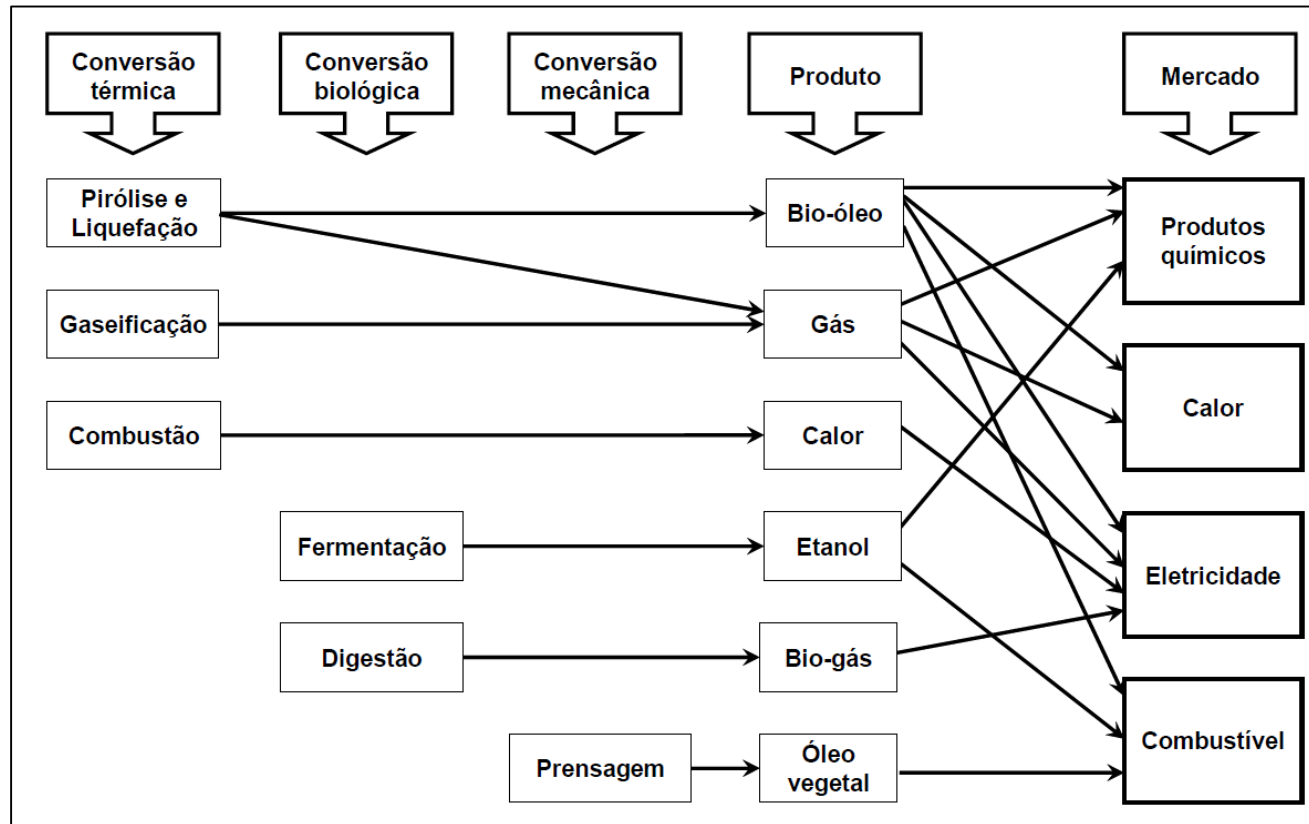 Conversão
térmica
Conversão
biológica
Conversão
mecânica
Produto
Mercado
Pirólise e
Liquefação
Bio-óleo
Produtos
químicos
Gaseificação
Gás
Calor
Combustão
Calor
Fermentação
Etanol
Eletricidade
Digestão
Bio-gás
Prensagem
Óleo
vegetal
Combustível